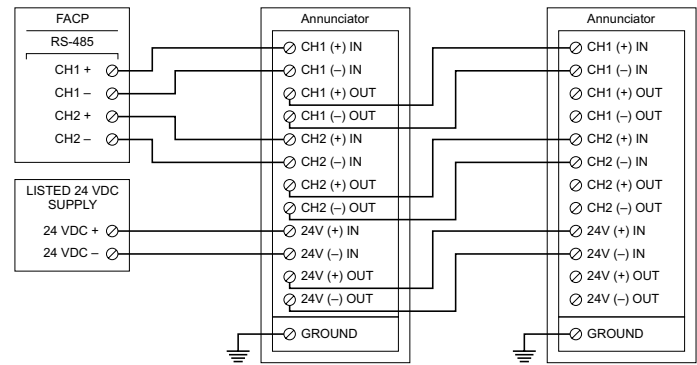 FACP
RS-485
CH1 +
CH1 –
CH2 +
CH2 –
LISTED 24 VDC
SUPPLY
24 VDC +
24 VDC –
Annunciator
CH1 (+) IN
CH1 (–) IN
CH1 (+) OUT
CH1 (–) OUT
CH2 (+) IN
CH2 (–) IN
CH2 (+) OUT
CH2 (–) OUT
24V (+) IN
24V (–) IN
24V (+) OUT
24V (–) OUT
GROUND
Annunciator
CH1 (+) IN
CH1 (–) IN
CH1 (+) OUT
CH1 (–) OUT
CH2 (+) IN
CH2 (–) IN
CH2 (+) OUT
CH2 (–) OUT
24V (+) IN
24V (–) IN
24V (+) OUT
24V (–) OUT
GROUND